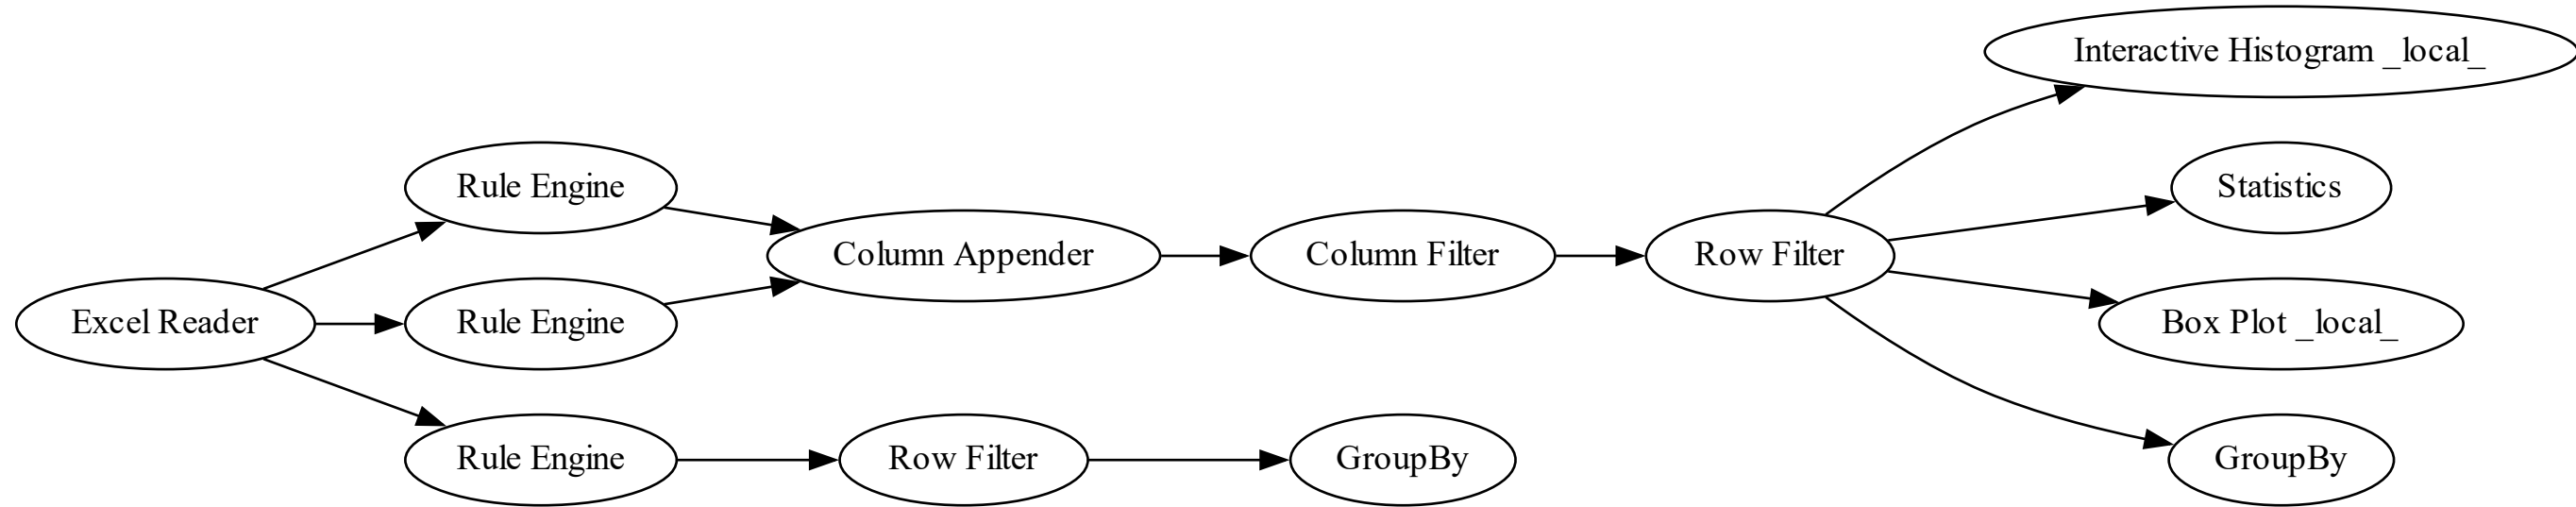 Interactive Histogram _local_
Rule Engine
Statistics
Column Appender
Column Filter
Row Filter
Excel Reader
Rule Engine
Box Plot _local_
Rule Engine
Row Filter
GroupBy
GroupBy